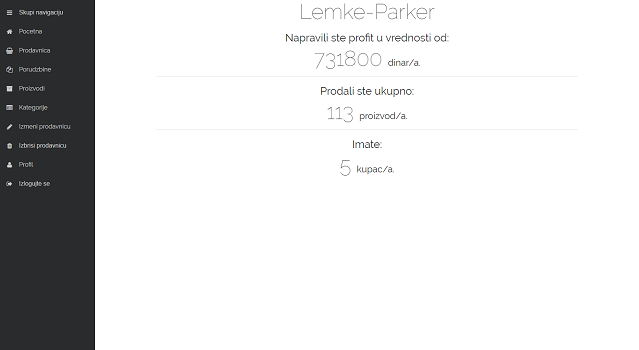 Skupi navigaciju
Pocetna
Prodavnica
Porudzbine
Proizvodi
Kategorije
Izmeni prodavnicu
Izbrisi prodavnicu
Profil
Izlogujte se
Lemke-Parker
Napravili ste profit u vrednosti od:
731800 dinar/a.
Prodali ste ukupno:
113 proizvod/a.
Imate:
5 kupac/a.